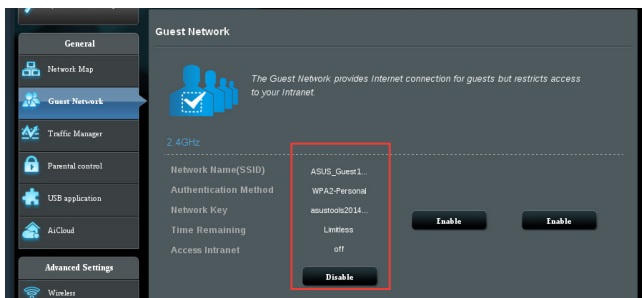 General
Network Map
Guest Network
Traffic Manager
Parental control
USB application
AiCloud
Advanced Settings
Wireless
Guest Network
The Guest Network provides Internet connection for guests but restricts access
to your Intranet.
2.4GHz
Network Name(SSID) ASUS_Guest1...
Authentication Method WPA2-Personal
Network Key asustools2014...
Time Remaining Limitless
Access Intranet off
Enable Enable
Disable